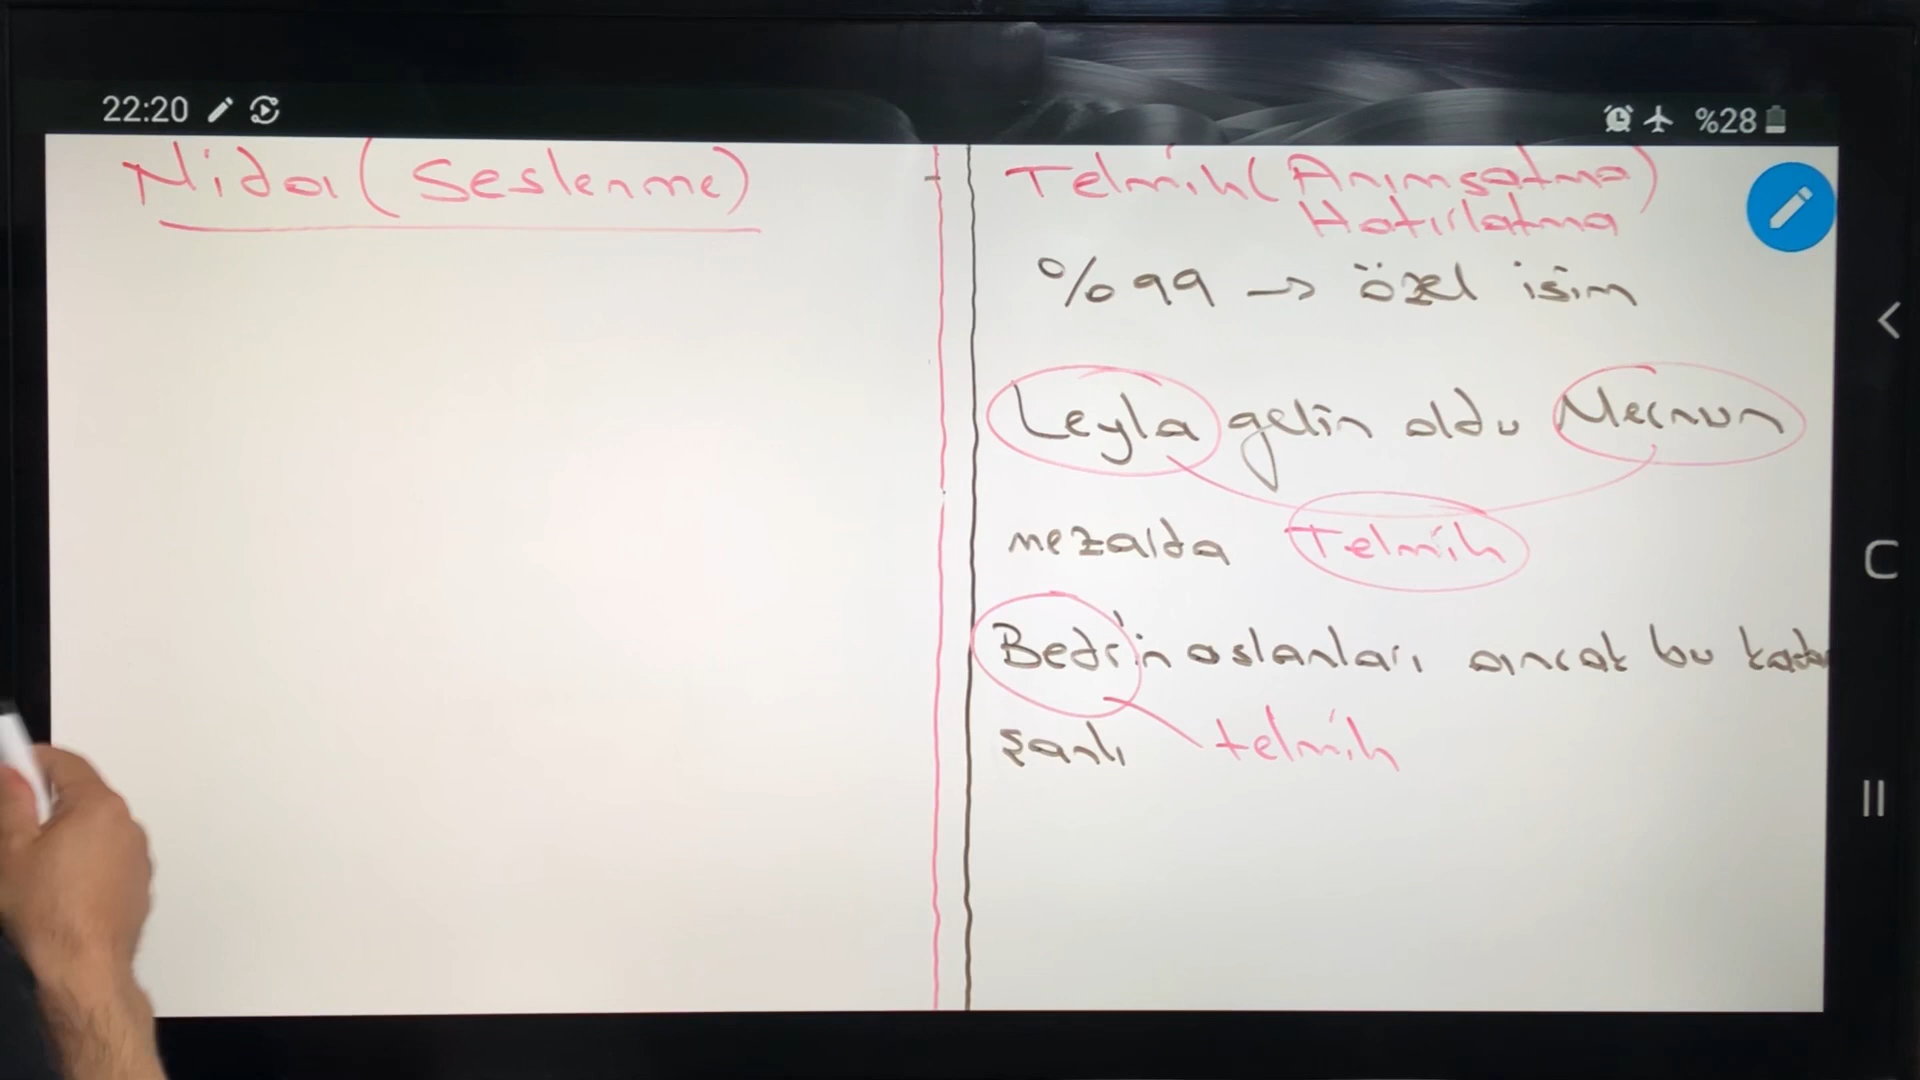 22:20
%28
Nida (Seslenme)
Telmih (Anımsatma)
Hatırlatma
%99 → özel isim
Leyla gelin oldu Mecnun
mezarda Telmih
Bedr'in aslanları ancak bu kadar
şanlı telmih